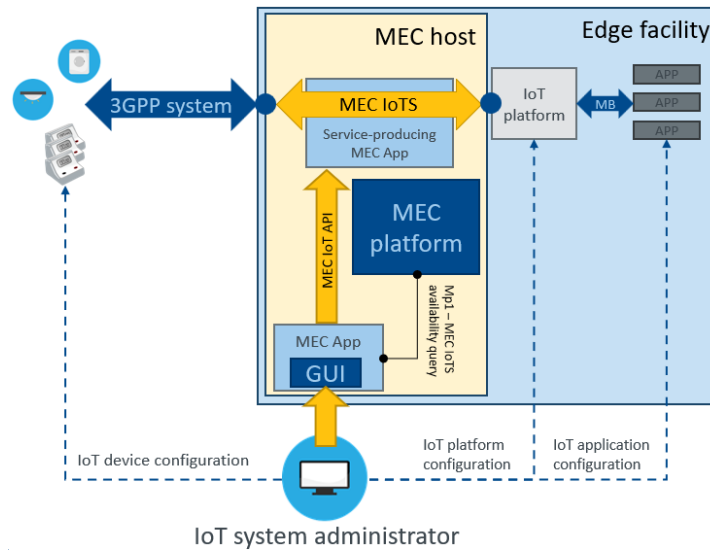 MEC host
Edge facility
3GPP system
MEC IoTS
Service-producing
MEC App
IoT
platform
MB
APP
APP
APP
MEC IoT API
MEC
platform
Mp1 – MEC IoTS
availability query
MEC App
GUI
IoT device configuration
IoT platform
configuration
IoT application
configuration
IoT system administrator